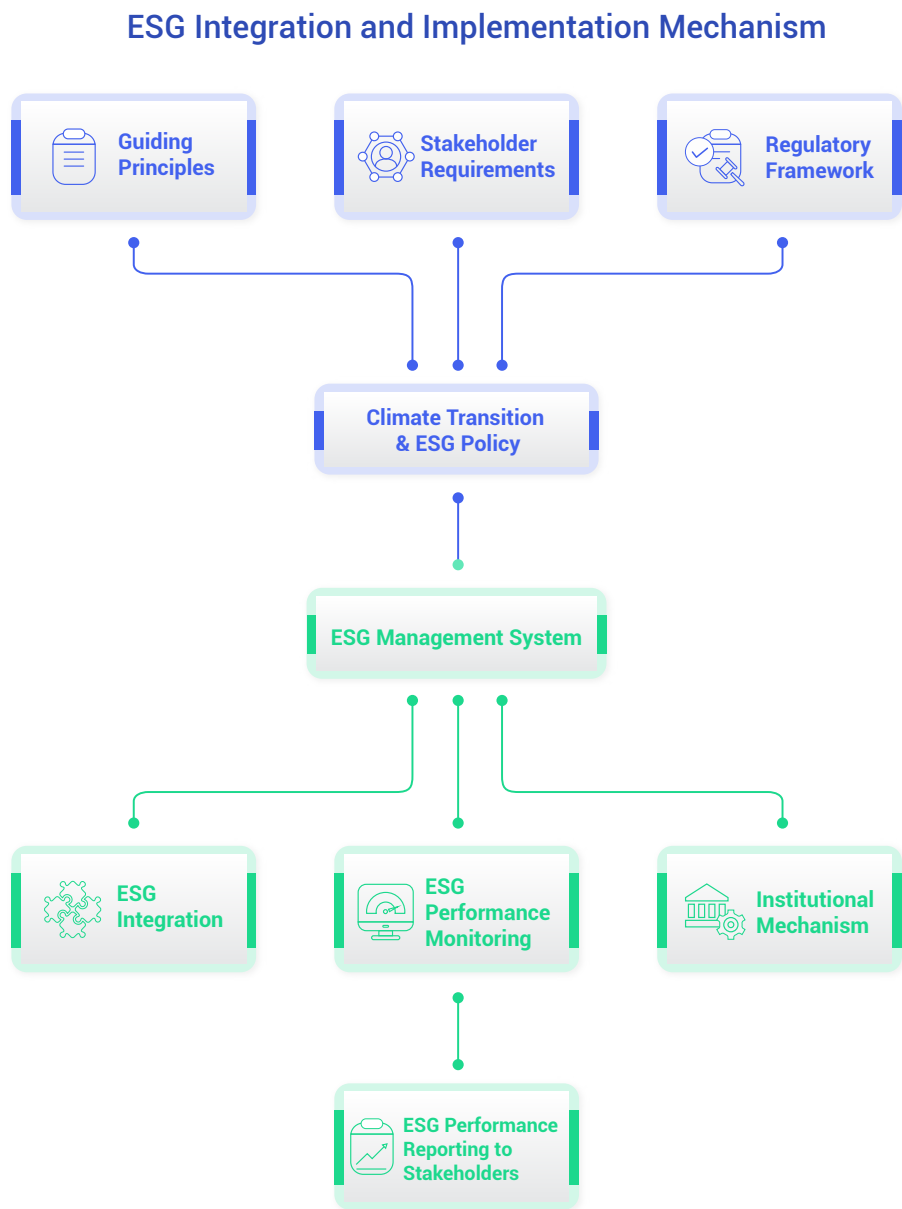 ESG Integration and Implementation Mechanism
Guiding
Principles
Stakeholder
Requirements
Regulatory
Framework
Climate Transition
& ESG Policy
ESG Management System
ESG
Integration
ESG
Performance
Monitoring
Institutional
Mechanism
ESG Performance
Reporting to
Stakeholders